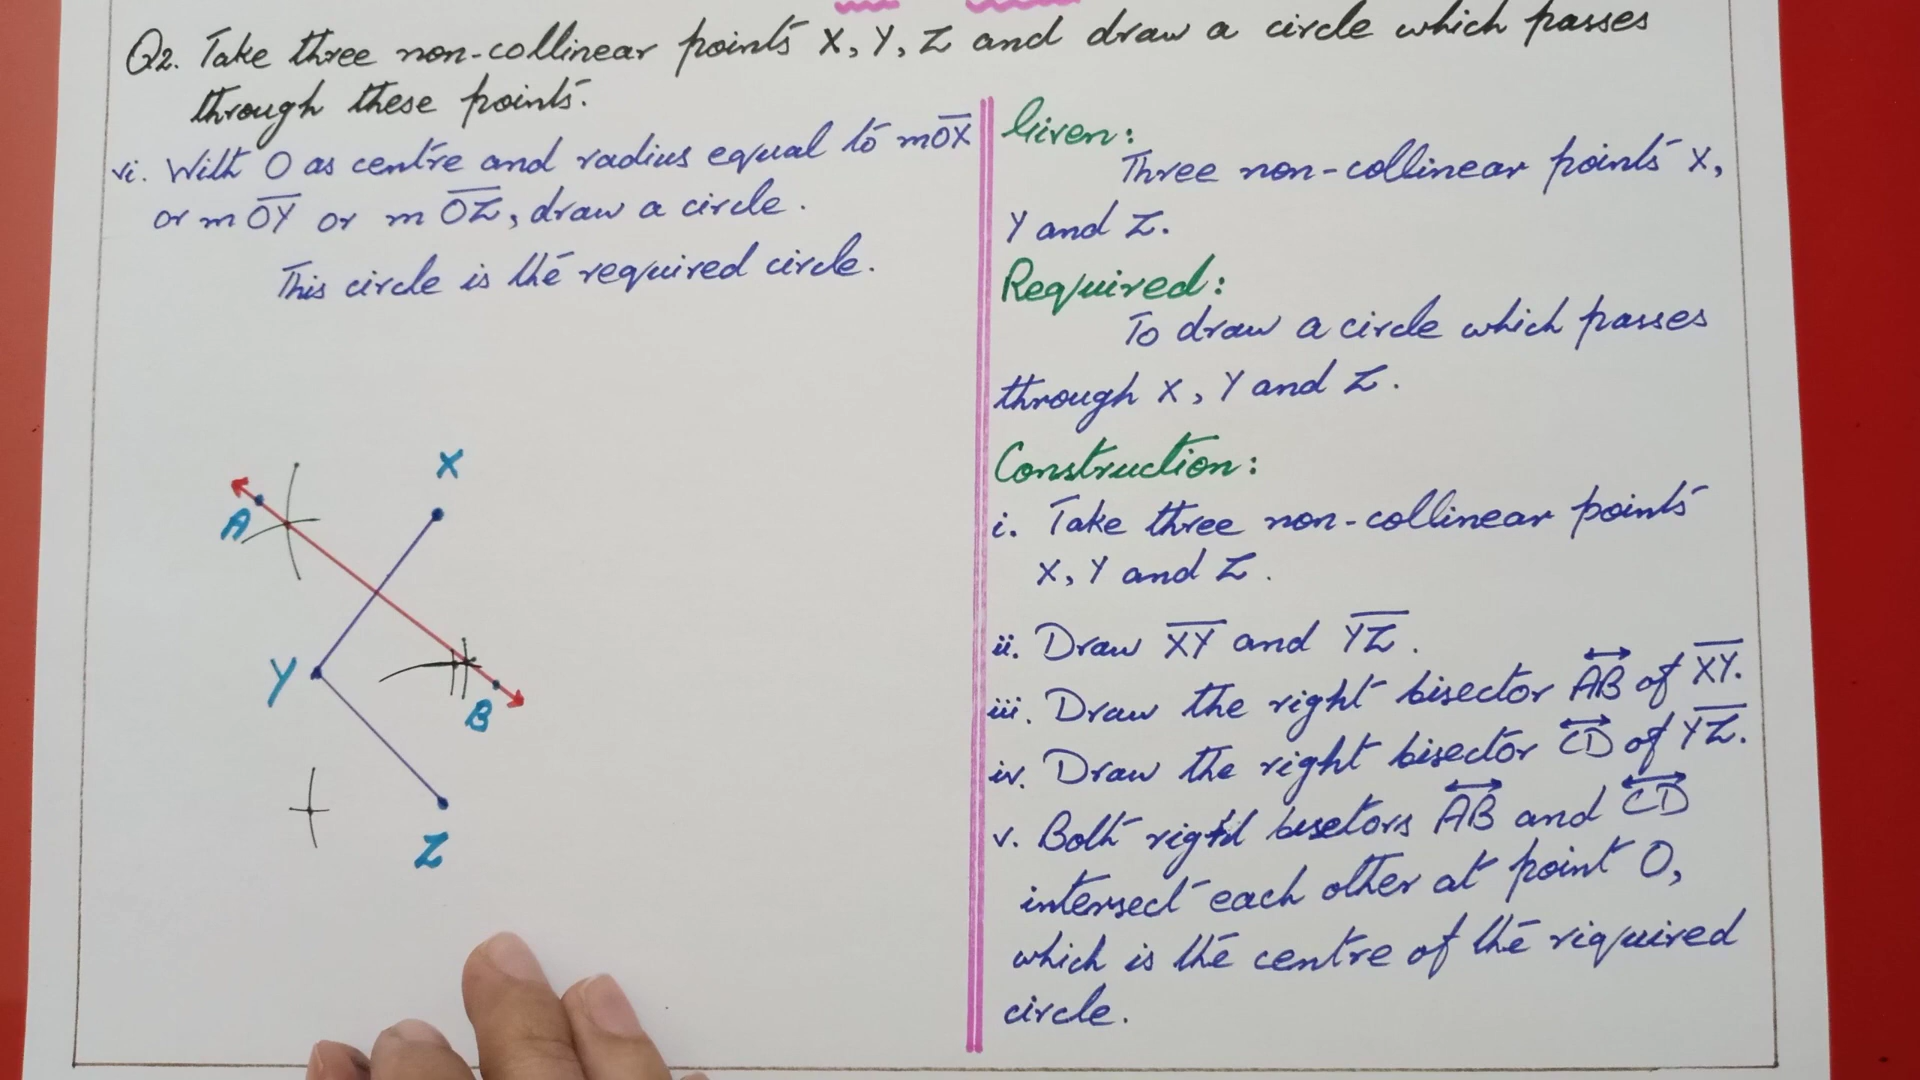 Q2. Take three non-collinear points X, Y, Z and draw a circle which passes
through these points.
vi. With O as centre and radius equal to mOX
or mOY or mOZ, draw a circle.
This circle is the required circle.
X
A
Y
B
Z
Given:
Three non-collinear points X,
Y and Z.
Required:
To draw a circle which passes
through X, Y and Z.
Construction:
i. Take three non-collinear points
X, Y and Z.
ii. Draw XY and YZ.
iii. Draw the right bisector AB of XY.
iv. Draw the right bisector CD of YZ.
v. Both bisetors AB and CD
intersect each other at point O,
which is the centre of the riquired
circle.